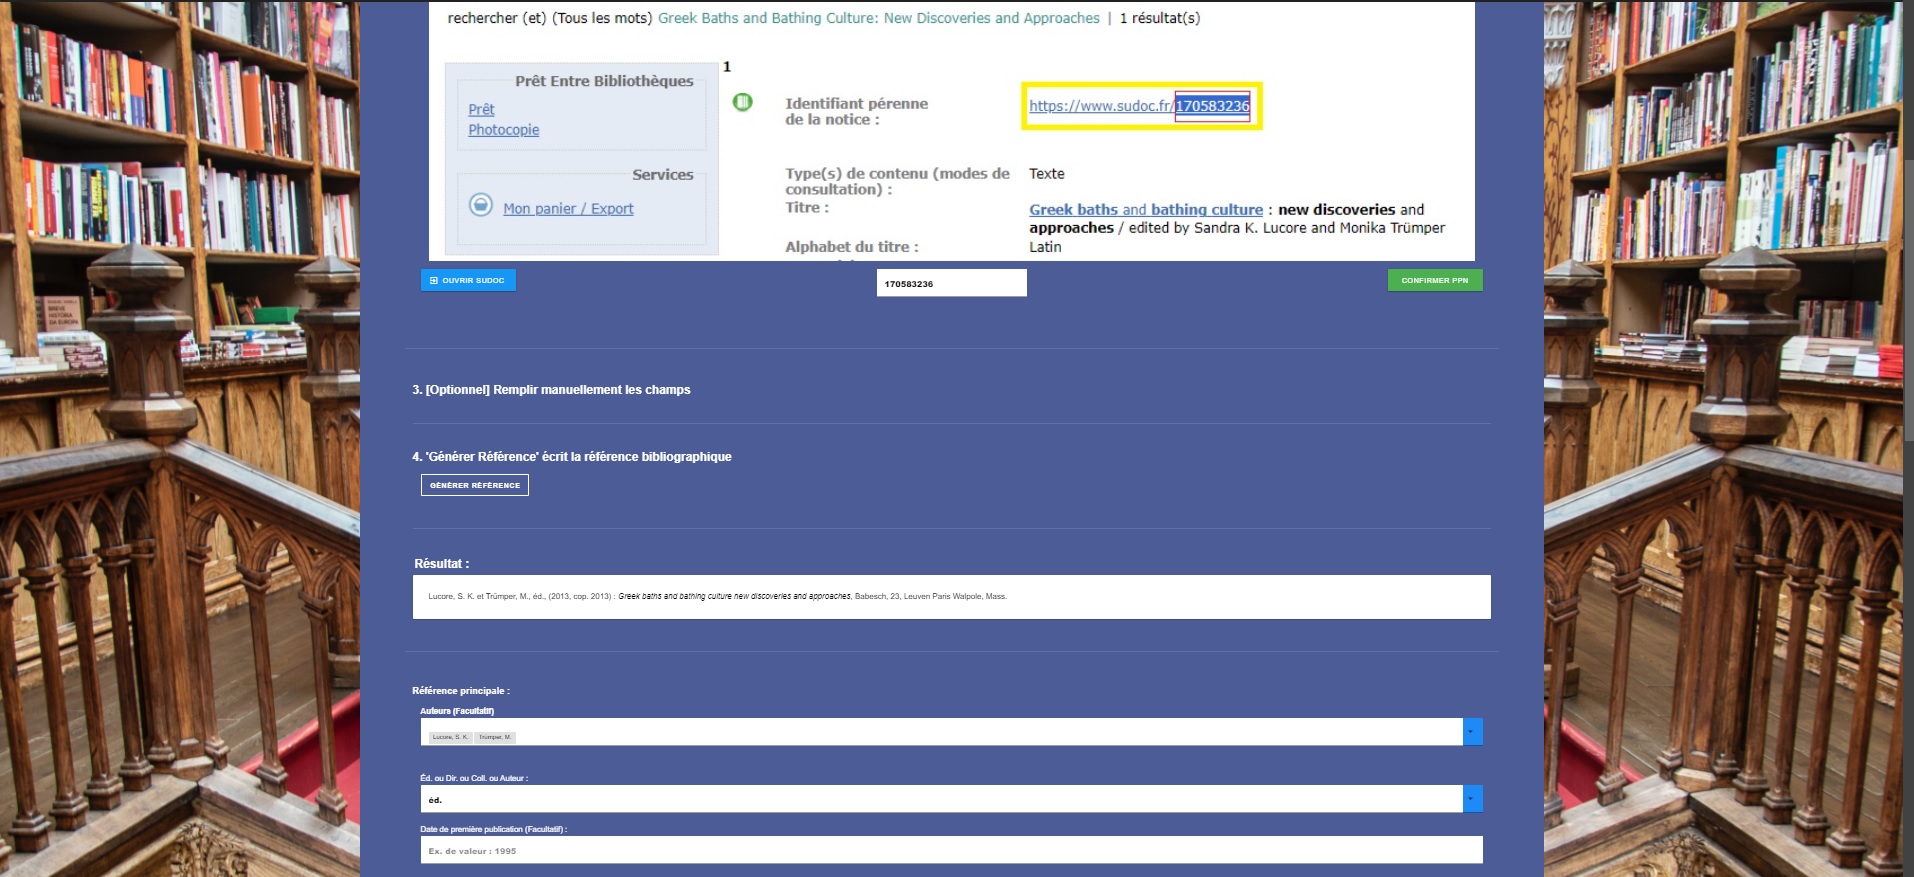 rechercher (et) (Tous les mots) Greek Baths and Bathing Culture: New Discoveries and Approaches | 1 résultat(s)
Prêt Entre Bibliothèques
Prêt
Photocopie
Services
Mon panier / Export
1
Identifiant pérenne
de la notice :
https://www.sudoc.fr/170583236
Type(s) de contenu (modes de
consultation) :
Texte
Titre :
Greek baths and bathing culture : new discoveries and
approaches / edited by Sandra K. Lucore and Monika Trümper
Alphabet du titre :
Latin
OUVRIR SUDOC
170583236
CONFIRMER PPN
3. [Optionnel] Remplir manuellement les champs
4. 'Générer Référence' écrit la référence bibliographique
GÉNÉRER RÉFÉRENCE
Résultat :
Lucore, S. K. et Trümper, M., éd., (2013, cop. 2013) : Greek baths and bathing culture new discoveries and approaches, Babesch, 23, Leuven Paris Walpole, Mass.
Référence principale :
Auteurs (Facultatif)
Lucore, S. K. Trümper, M.
Éd. ou Dir. ou Coll. ou Auteur :
éd.
Date de première publication (Facultatif) :
Ex. de valeur : 1995
BREVE
HISTÓRIA
DA EUROPA